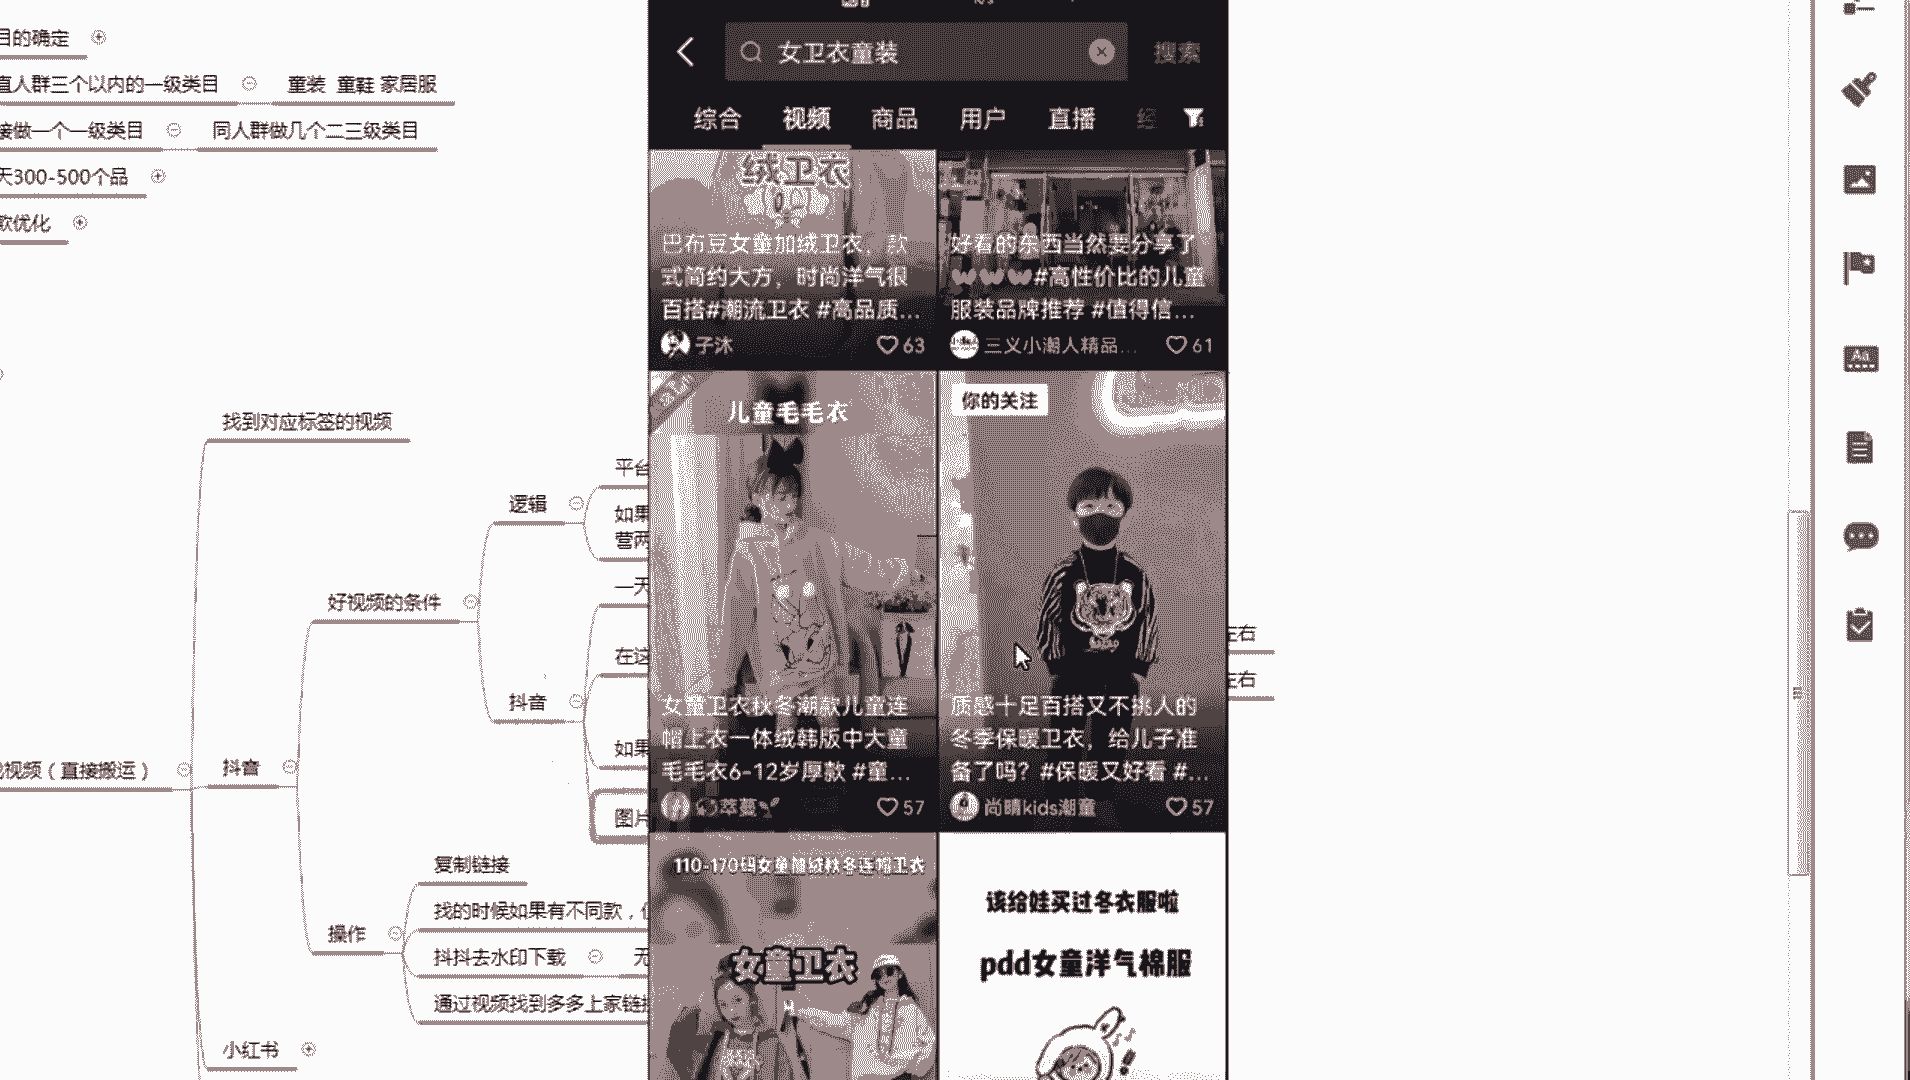 目的确定
直人群三个以内的一级类目
童装 童鞋 家居服
接做一个一级类目
同人群做几个二三级类目
天300-500个品
款优化
找到对应标签的视频
逻辑
平台
如果
营两
好视频的条件
一天
在这
抖音
如果
图片
视频（直接搬运）
抖音
复制链接
找的时候如果有不同款，
操作
抖抖去水印下载
无
通过视频找到多多上家链接
小红书
左右
左右
女卫衣童装
搜索
综合
视频
商品
用户
直播
绒卫衣
巴布豆女童加绒卫衣，款
式简约大方，时尚洋气很
百搭#潮流卫衣 #高品质...
子沐
63
好看的东西当然要分享了
#高性价比的儿童
服装品牌推荐 #值得信...
三义小潮人精品...
61
儿童毛毛衣
女童卫衣秋冬潮款儿童连
帽上衣一体绒韩版中大童
毛毛衣6-12岁厚款 #童...
萃蔓
57
你的关注
质感十足百搭又不挑人的
冬季保暖卫衣，给儿子准
备了吗？#保暖又好看 #...
尚晴kids潮童
57
110-170码女童加绒秋冬连帽卫衣
女童卫衣
该给娃买过冬衣服啦
pdd女童洋气棉服
Aa